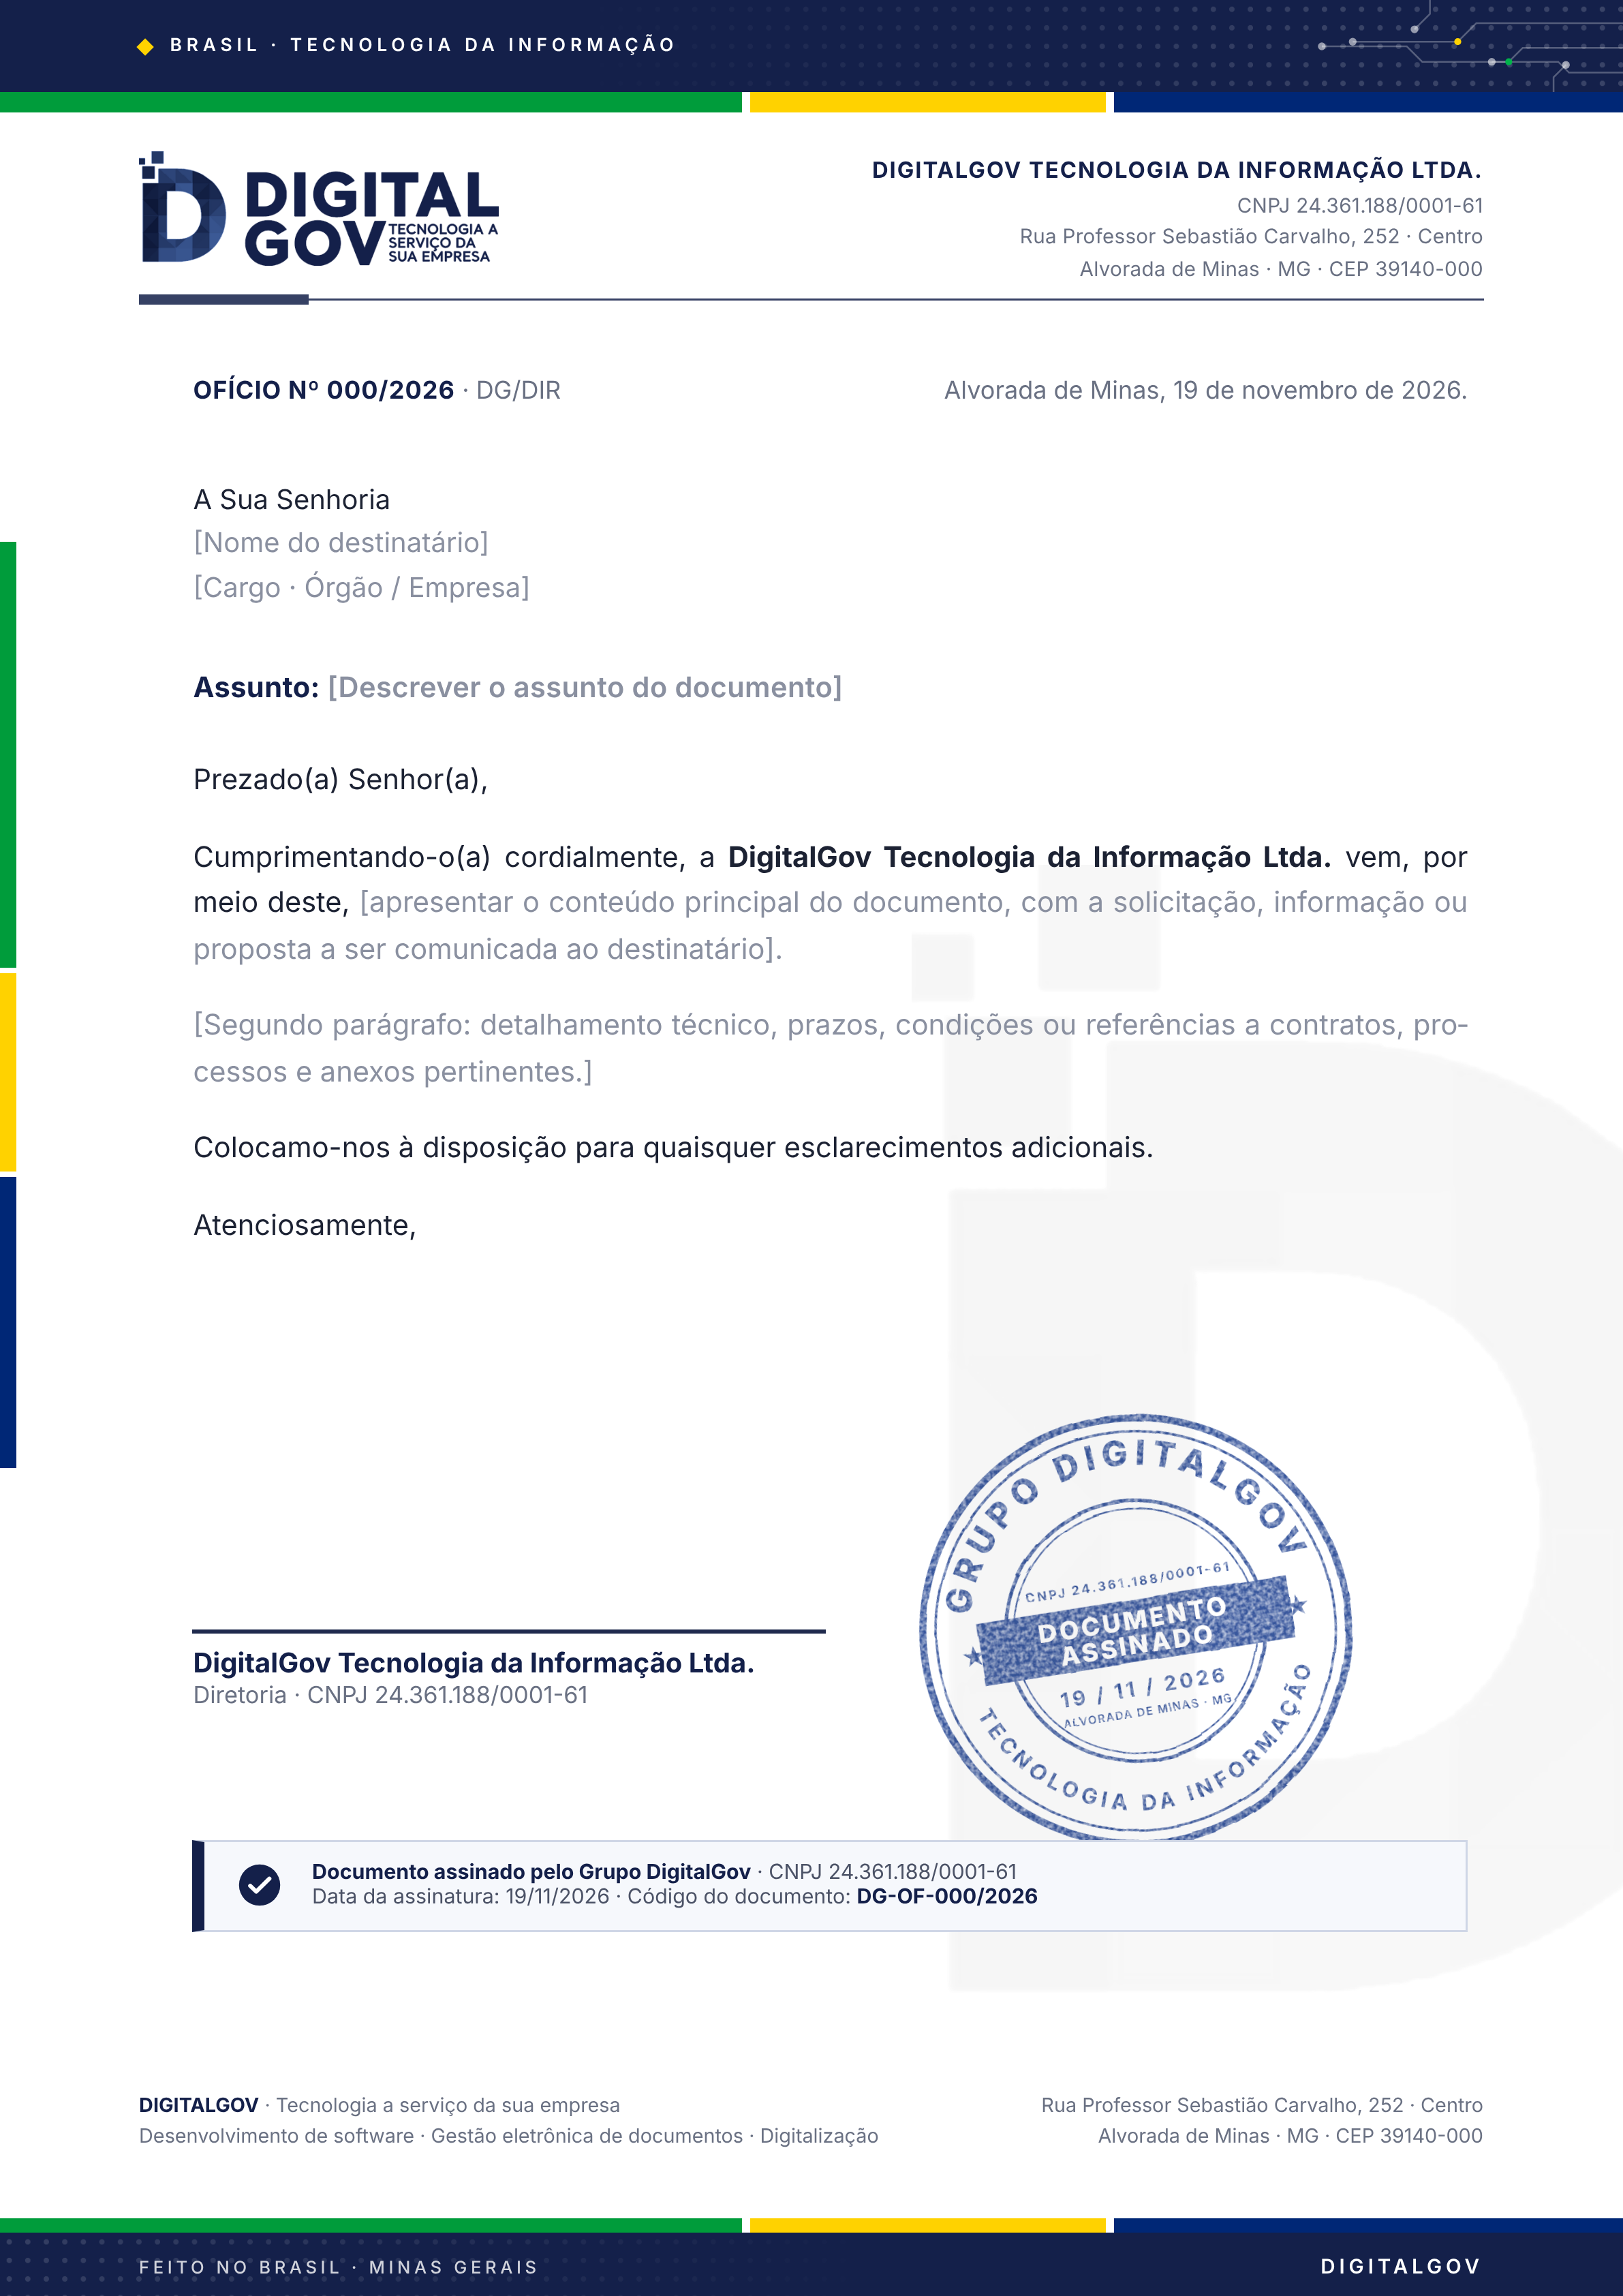 BRASIL · TECNOLOGIA DA INFORMAÇÃO
DIGITAL
GOV
TECNOLOGIA A
SERVIÇO DA
SUA EMPRESA
DIGITALGOV TECNOLOGIA DA INFORMAÇÃO LTDA.
CNPJ 24.361.188/0001-61
Rua Professor Sebastião Carvalho, 252 · Centro
Alvorada de Minas · MG · CEP 39140-000
OFÍCIO Nº 000/2026 · DG/DIR
Alvorada de Minas, 19 de novembro de 2026.
A Sua Senhoria
[Nome do destinatário]
[Cargo · Órgão / Empresa]
Assunto: [Descrever o assunto do documento]
Prezado(a) Senhor(a),
Cumprimentando-o(a) cordialmente, a DigitalGov Tecnologia da Informação Ltda. vem, por
meio deste, [apresentar o conteúdo principal do documento, com a solicitação, informação ou
proposta a ser comunicada ao destinatário].
[Segundo parágrafo: detalhamento técnico, prazos, condições ou referências a contratos, pro-
cessos e anexos pertinentes.]
Colocamo-nos à disposição para quaisquer esclarecimentos adicionais.
Atenciosamente,
DigitalGov Tecnologia da Informação Ltda.
Diretoria · CNPJ 24.361.188/0001-61
GRUPO DIGITALGOV
CNPJ 24.361.188/0001-61
DOCUMENTO
ASSINADO
19 / 11 / 2026
ALVORADA DE MINAS · MG
TECNOLOGIA DA INFORMAÇÃO
Documento assinado pelo Grupo DigitalGov · CNPJ 24.361.188/0001-61
Data da assinatura: 19/11/2026 · Código do documento: DG-OF-000/2026
DIGITALGOV · Tecnologia a serviço da sua empresa
Desenvolvimento de software · Gestão eletrônica de documentos · Digitalização
Rua Professor Sebastião Carvalho, 252 · Centro
Alvorada de Minas · MG · CEP 39140-000
FEITO NO BRASIL · MINAS GERAIS
DIGITALGOV